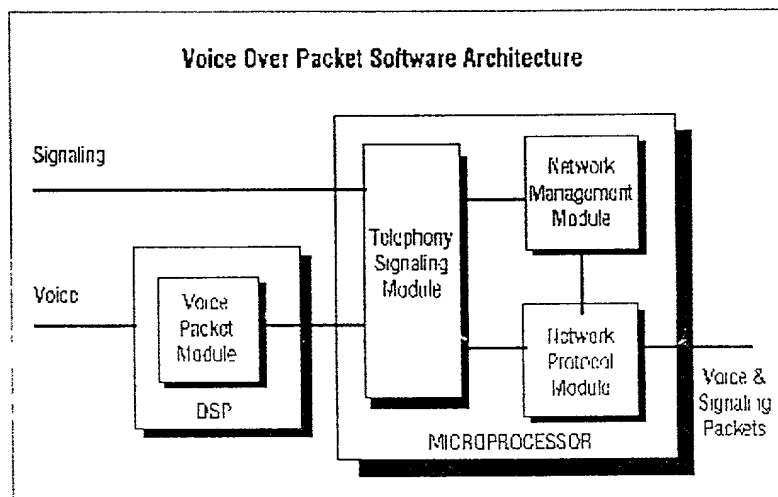 Voice Over Packet Software Architecture
Signaling
Voice
Voice
Packet
Module
DSP
Telephony
Signaling
Module
Network
Management
Module
Network
Protocol
Module
MICROPROCESSOR
Voice &
Signaling
Packets